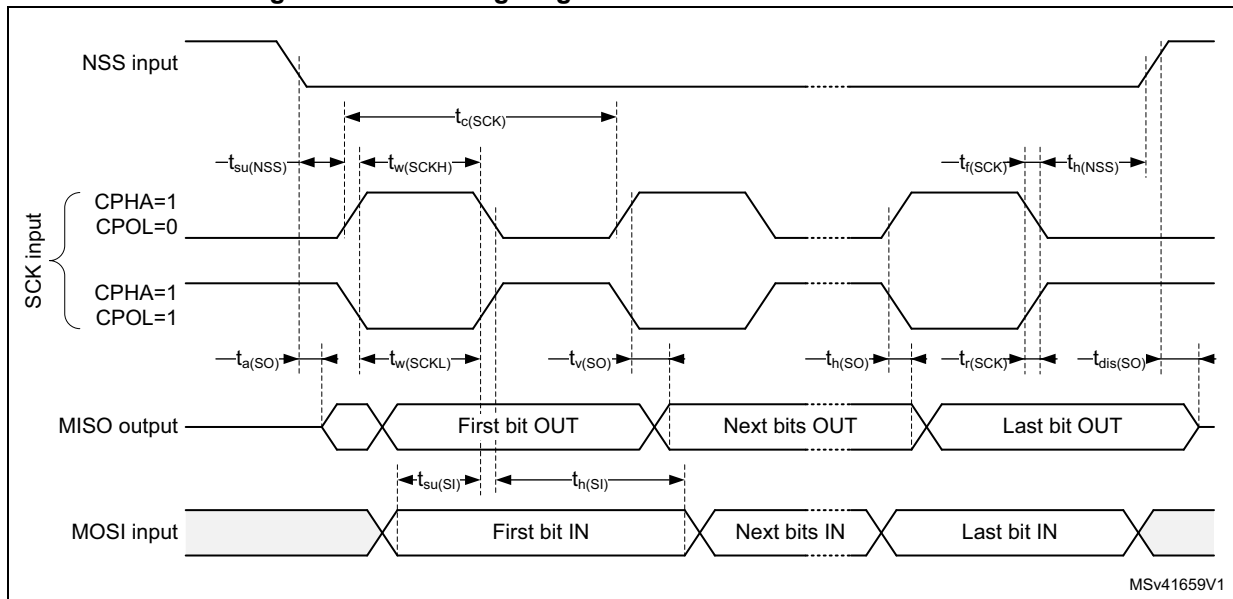 NSS input
tc(SCK)
tsu(NSS) tw(SCKH) tf(SCK) th(NSS)
SCK input
CPHA=1
CPOL=0
CPHA=1
CPOL=1
ta(SO) tw(SCKL) tv(SO) th(SO) tr(SCK) tdis(SO)
MISO output First bit OUT Next bits OUT Last bit OUT
tsu(SI) th(SI)
MOSI input First bit IN Next bits IN Last bit IN
MSv41659V1